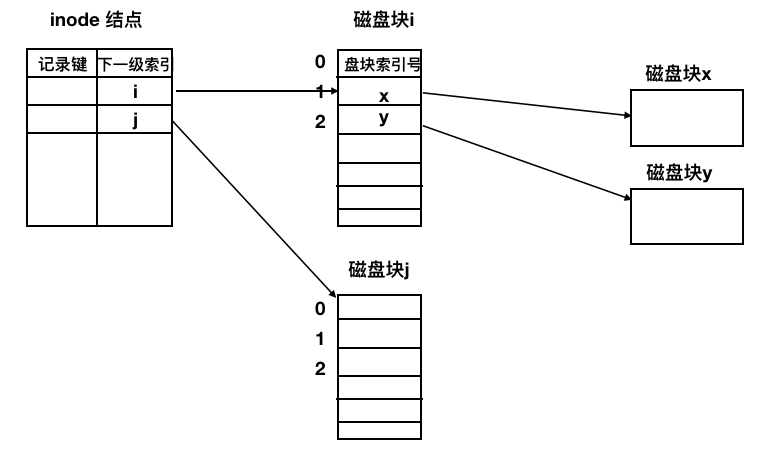 inode 结点
记录键 下一级索引
i
j
磁盘块i
0 盘块索引号
1 x
2 y
磁盘块x
磁盘块y
磁盘块j
0
1
2